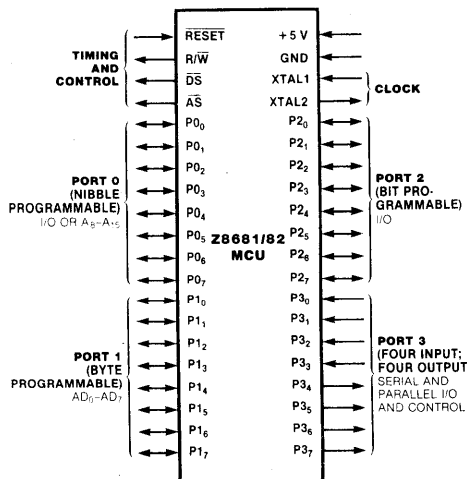 TIMING
AND
CONTROL
RESET
R/W
DS
AS
PORT 0
(NIBBLE
PROGRAMMABLE)
I/O OR A8–A15
P00
P01
P02
P03
P04
P05
P06
P07
PORT 1
(BYTE
PROGRAMMABLE)
AD0–AD7
P10
P11
P12
P13
P14
P15
P16
P17
Z8681/82
MCU
+5 V
GND
XTAL1
XTAL2
CLOCK
P20
P21
P22
P23
P24
P25
P26
P27
PORT 2
(BIT PRO-
GRAMMABLE)
I/O
P30
P31
P32
P33
P34
P35
P36
P37
PORT 3
(FOUR INPUT;
FOUR OUTPUT
SERIAL AND
PARALLEL I/O
AND CONTROL